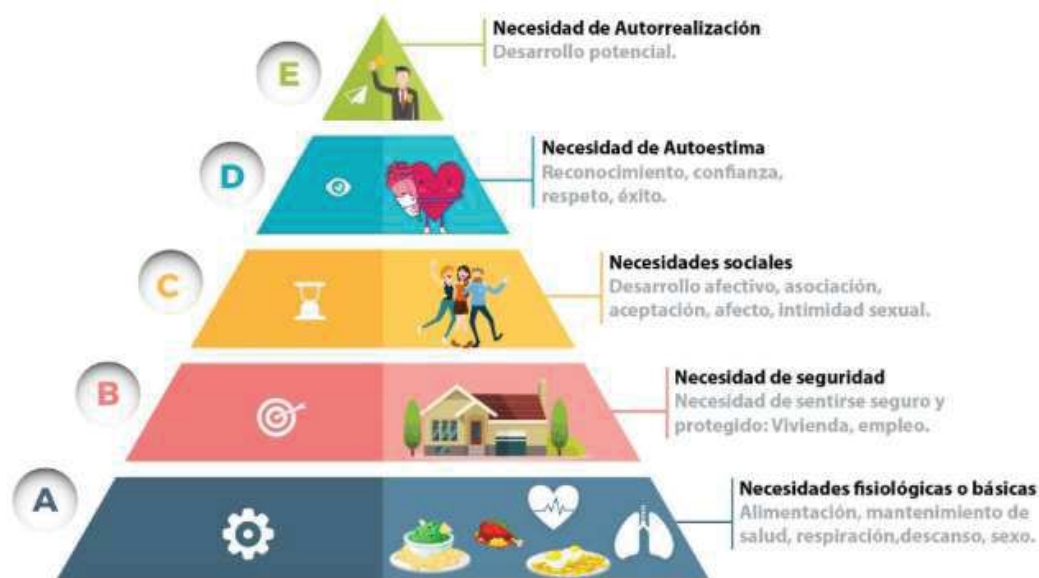 E
Necesidad de Autorrealización
Desarrollo potencial.
D
Necesidad de Autoestima
Reconocimiento, confianza,
respeto, éxito.
C
Necesidades sociales
Desarrollo afectivo, asociación,
aceptación, afecto, intimidad sexual.
B
Necesidad de seguridad
Necesidad de sentirse seguro y
protegido: Vivienda, empleo.
A
Necesidades fisiológicas o básicas
Alimentación, mantenimiento de
salud, respiración,descanso, sexo.